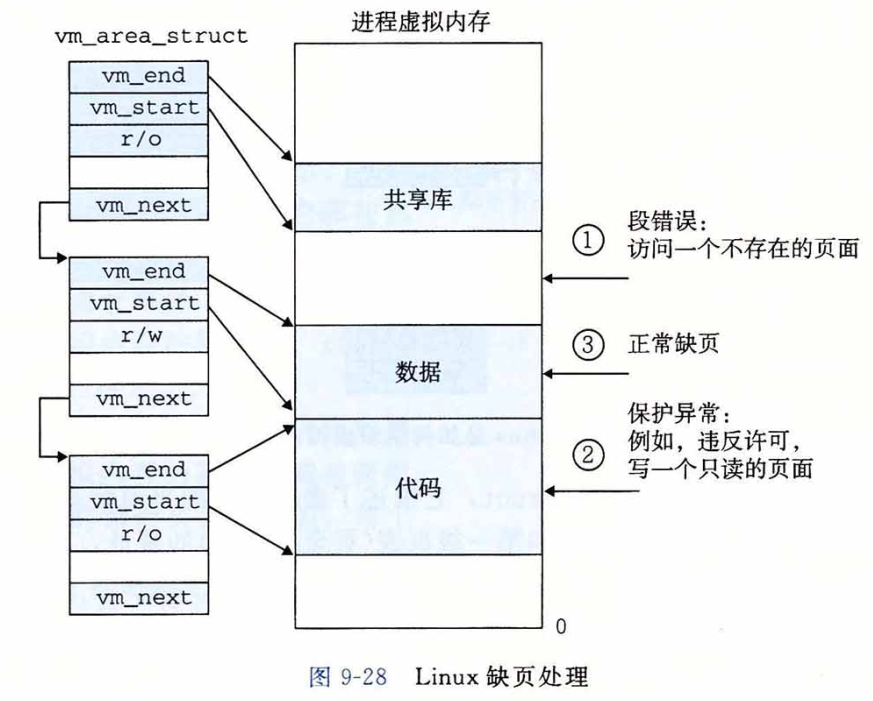 进程虚拟内存
vm_area_struct
vm_end
vm_start
r/o
vm_next
vm_end
vm_start
r/w
vm_next
vm_end
vm_start
r/o
vm_next
共享库
数据
代码
0
① 段错误：
访问一个不存在的页面
③ 正常缺页
保护异常：
② 例如，违反许可，
写一个只读的页面
图 9-28 Linux 缺页处理